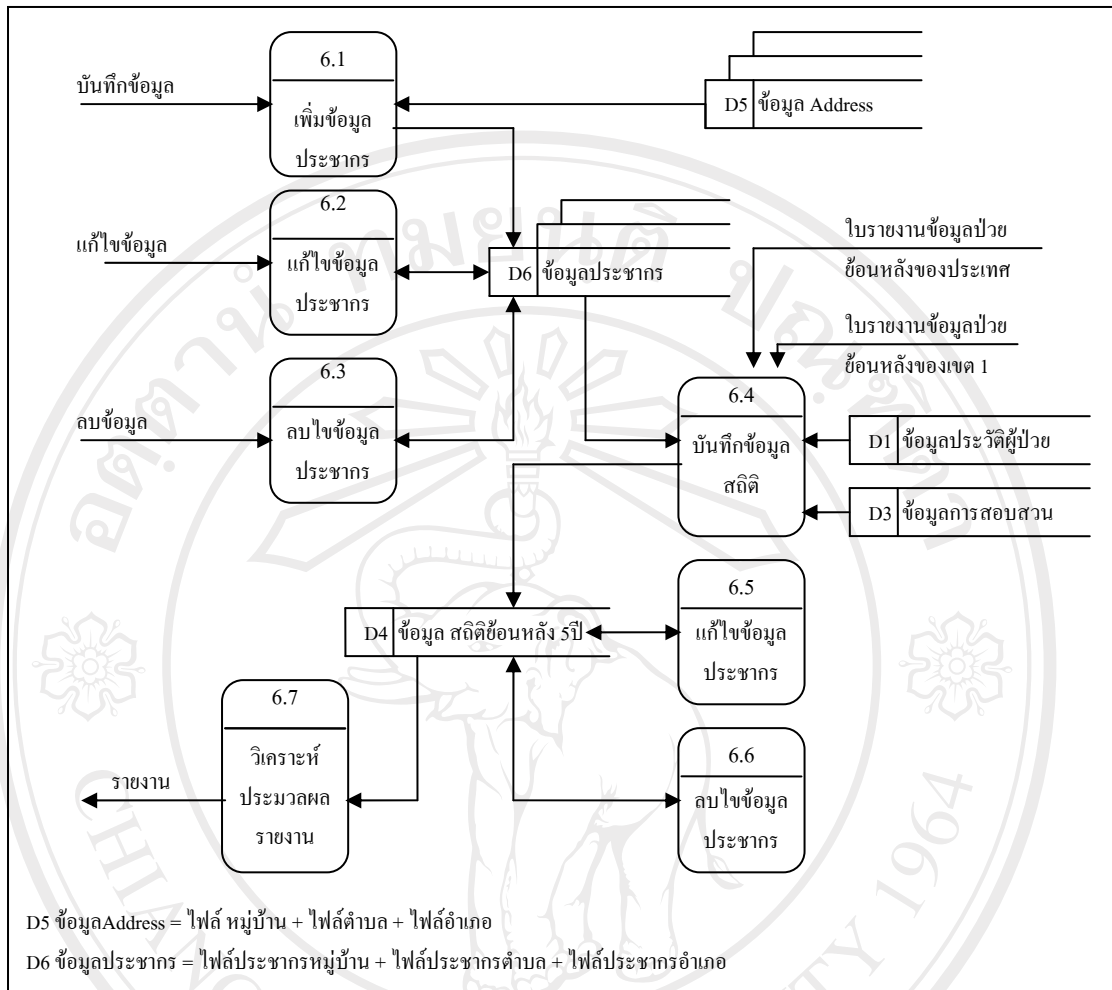 6.1
บันทึกข้อมูล
เพิ่มข้อมูล
ประชากร
D5 ข้อมูล Address
6.2
แก้ไขข้อมูล
แก้ไขข้อมูล
ประชากร
D6 ข้อมูลประชากร
ใบรายงานข้อมูลป่วย
ย้อนหลังของประเทศ
ใบรายงานข้อมูลป่วย
ย้อนหลังของเขต 1
6.3
ลบข้อมูล
ลบไขข้อมูล
ประชากร
6.4
บันทึกข้อมูล
สถิติ
D1 ข้อมูลประวัติผู้ป่วย
D3 ข้อมูลการสอบสวน
D4 ข้อมูล สถิติย้อนหลัง 5ปี
6.5
แก้ไขข้อมูล
ประชากร
6.6
ลบไขข้อมูล
ประชากร
6.7
วิเคราะห์
ประมวลผล
รายงาน
รายงาน
D5 ข้อมูลAddress = ไฟล์ หมู่บ้าน + ไฟล์ตำบล + ไฟล์อำเภอ
D6 ข้อมูลประชากร = ไฟล์ประชากรหมู่บ้าน + ไฟล์ประชากรตำบล + ไฟล์ประชากรอำเภอ